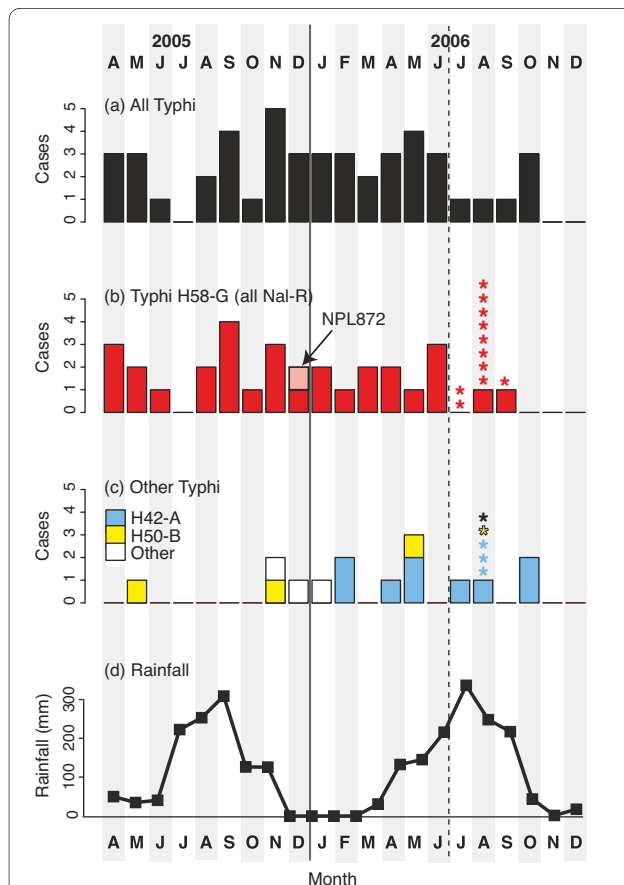 2005 2006
A M J J A S O N D J F M A M J J A S O N D
(a) All Typhi
Cases
0 1 2 3 4 5
(b) Typhi H58-G (all Nal-R)
NPL872
Cases
0 1 2 3 4 5
* * * * * * * * * * *
(c) Other Typhi
Cases
0 1 2 3 4 5
H42-A
H50-B
Other
* * * * *
(d) Rainfall
Rainfall (mm)
0 100 300
A M J J A S O N D J F M A M J J A S O N D
Month